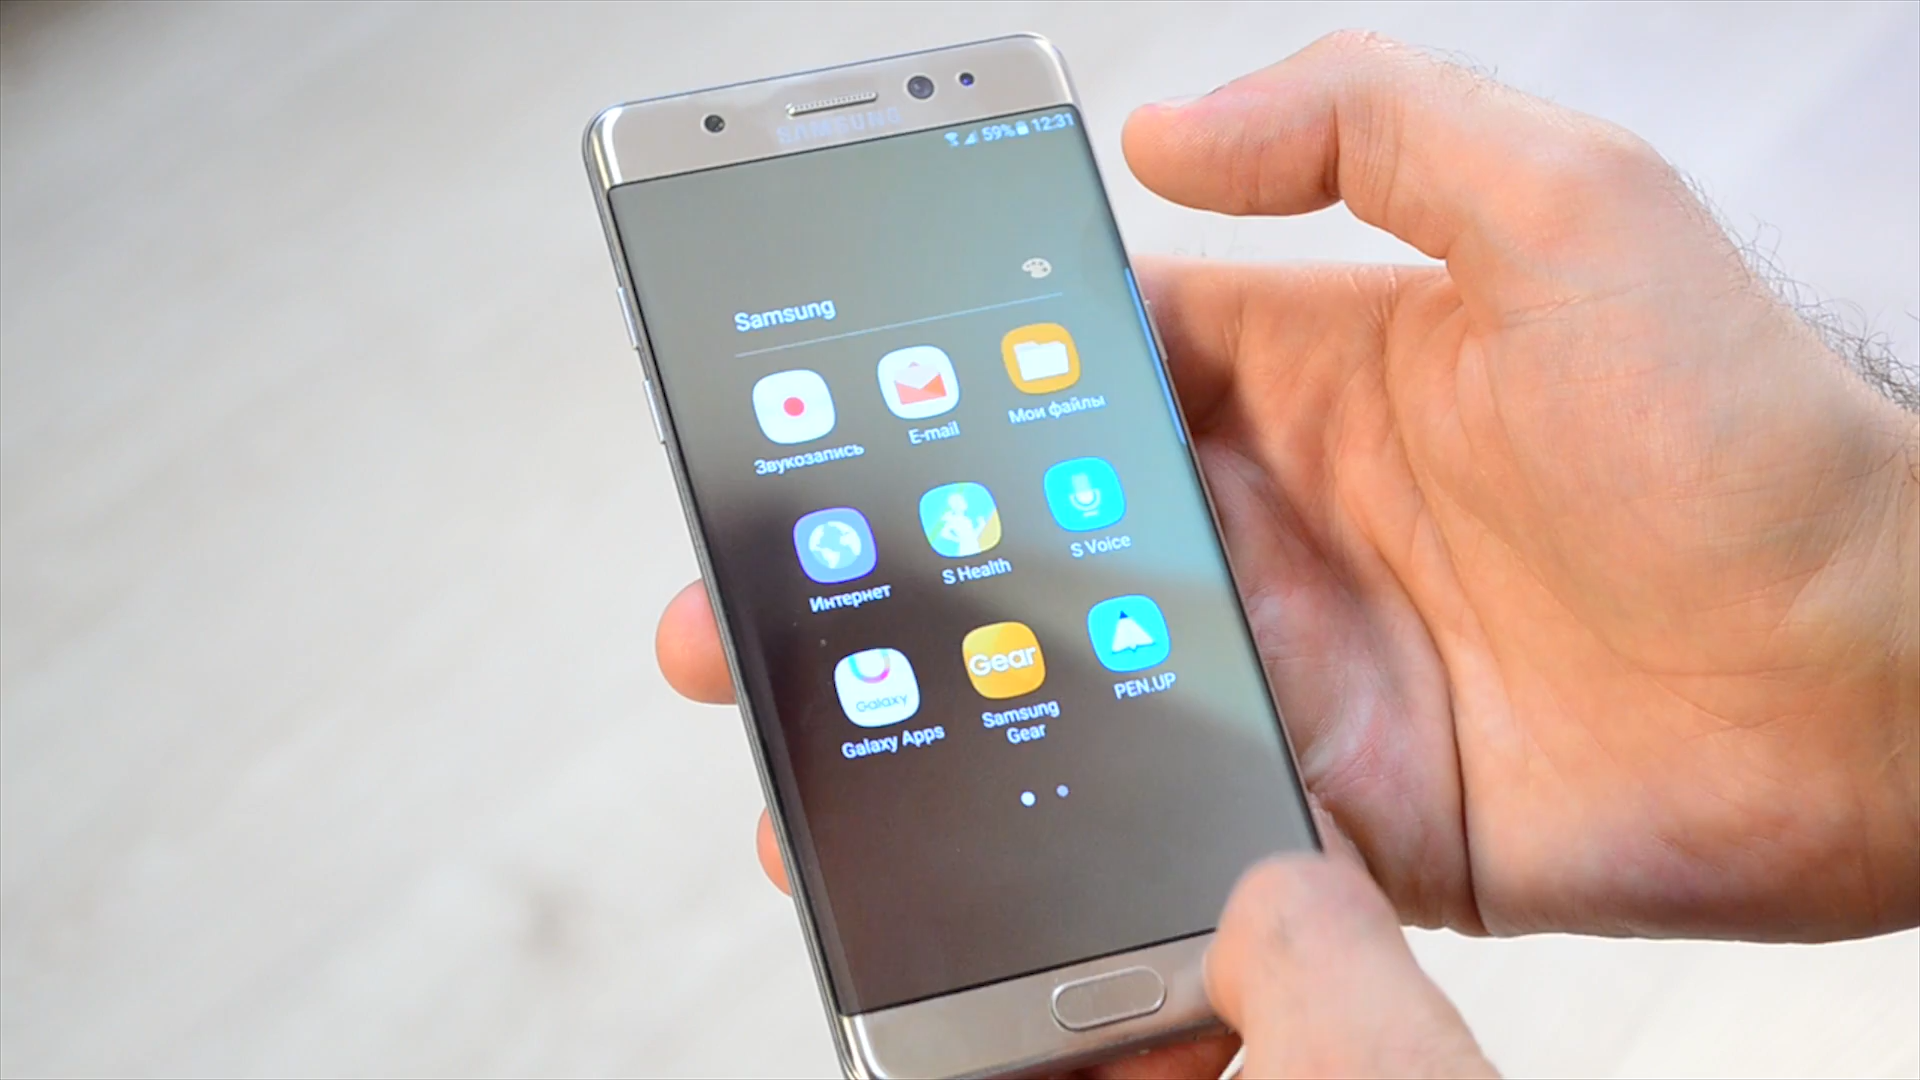 SAMSUNG
59% 12:31
Samsung
Звукозапись
E-mail
Мои файлы
Интернет
S Health
S Voice
Galaxy
Galaxy Apps
Gear
Samsung
Gear
PEN.UP